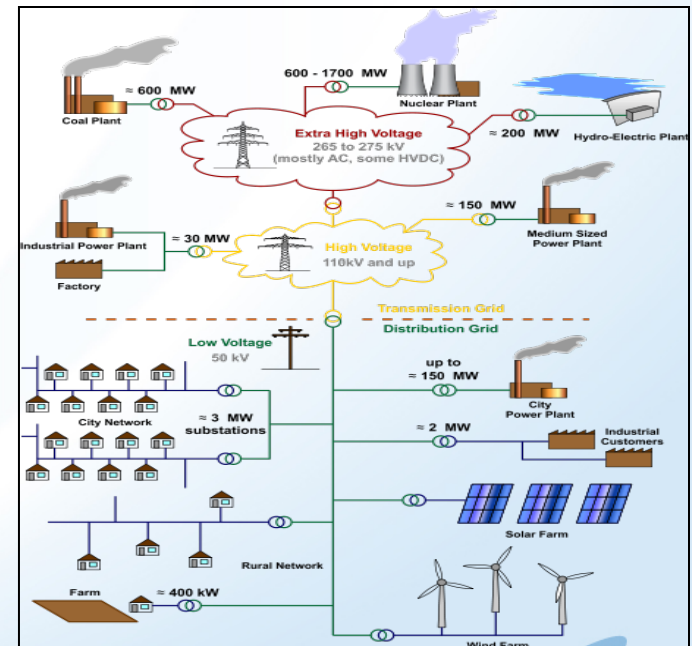 ≈ 600 MW
Coal Plant
600 - 1700 MW
Nuclear Plant
≈ 200 MW
Hydro-Electric Plant
Extra High Voltage
265 to 275 kV
(mostly AC, some HVDC)
≈ 150 MW
Medium Sized
Power Plant
Industrial Power Plant
≈ 30 MW
Factory
High Voltage
110kV and up
Transmission Grid
Distribution Grid
Low Voltage
50 kV
up to
≈ 150 MW
City
Power Plant
City Network
≈ 3 MW
substations
≈ 2 MW
Industrial
Customers
Solar Farm
Rural Network
Farm
≈ 400 kW
Wind Farm